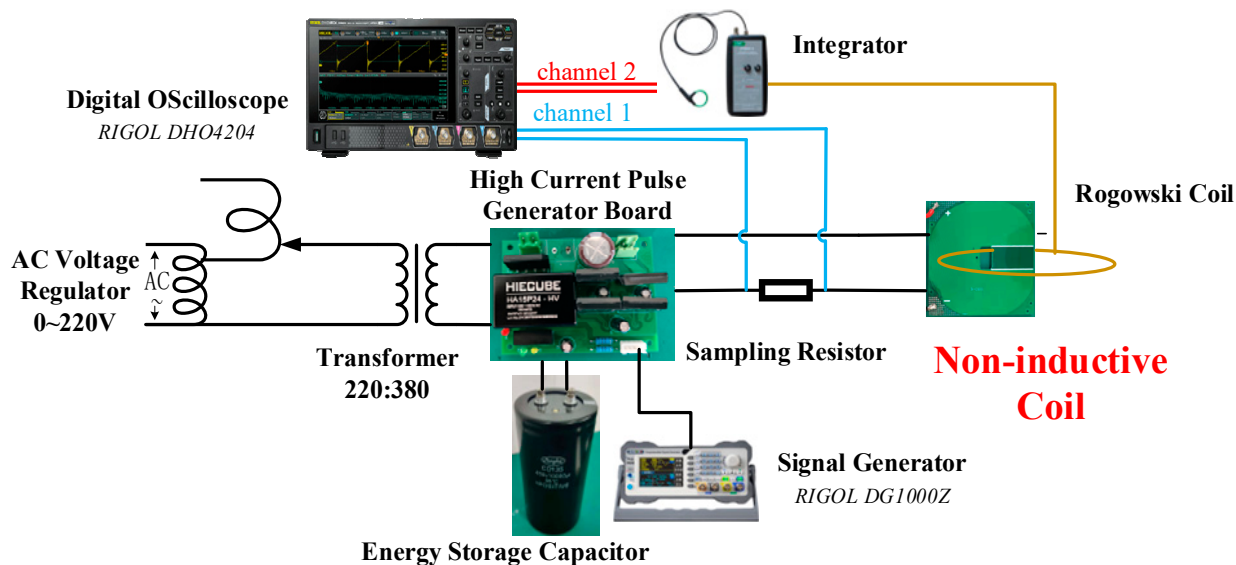 Integrator
channel 2
channel 1
Digital OScilloscope
RIGOL DHO4204
High Current Pulse
Generator Board
Rogowski Coil
AC Voltage
Regulator
0~220V
AC
~
HIECUBE
HA15P24 - HV
+
−
−
Transformer
220:380
Sampling Resistor
Non-inductive
Coil
Signal Generator
RIGOL DG1000Z
CD135
Energy Storage Capacitor